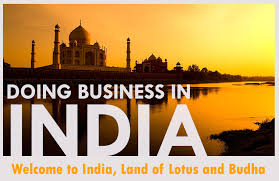 DOING BUSINESS IN
INDIA
Welcome to India, Land of Lotus and Budha